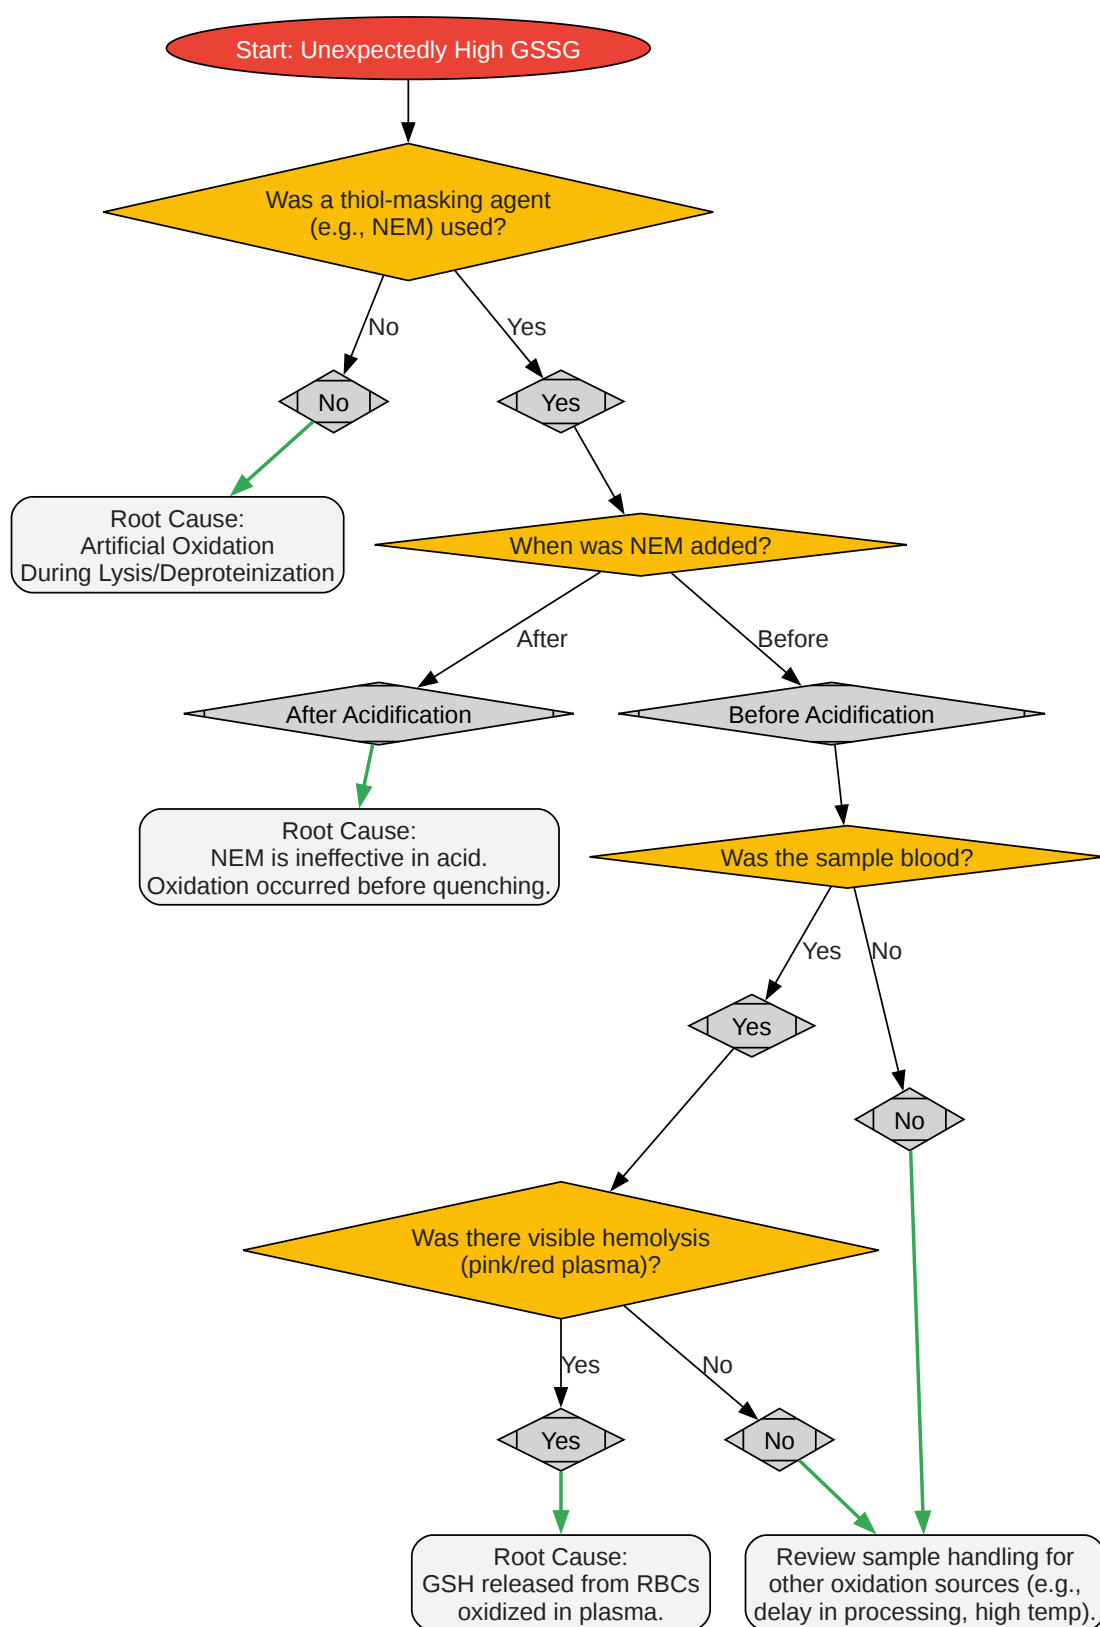 Start: Unexpectedly High GSSG
Was a thiol-masking agent
(e.g., NEM) used?
No
Yes
No
Yes
Root Cause:
Artificial Oxidation
During Lysis/Deproteinization
When was NEM added?
After
Before
After Acidification
Before Acidification
Root Cause:
NEM is ineffective in acid.
Oxidation occurred before quenching.
Was the sample blood?
Yes
No
Yes
No
Was there visible hemolysis
(pink/red plasma)?
Yes
No
Yes
No
Root Cause:
GSH released from RBCs
oxidized in plasma.
Review sample handling for
other oxidation sources (e.g.,
delay in processing, high temp).